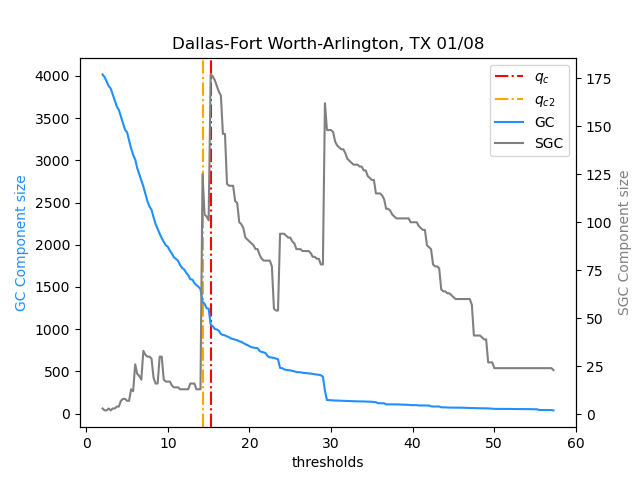 Dallas-Fort Worth-Arlington, TX 01/08
GC Component size
4000
3500
3000
2500
2000
1500
1000
500
0
175
150
125
100
75
50
25
0
SGC Component size
q_c
q_{c2}
GC
SGC
0 10 20 30 40 50 60
thresholds